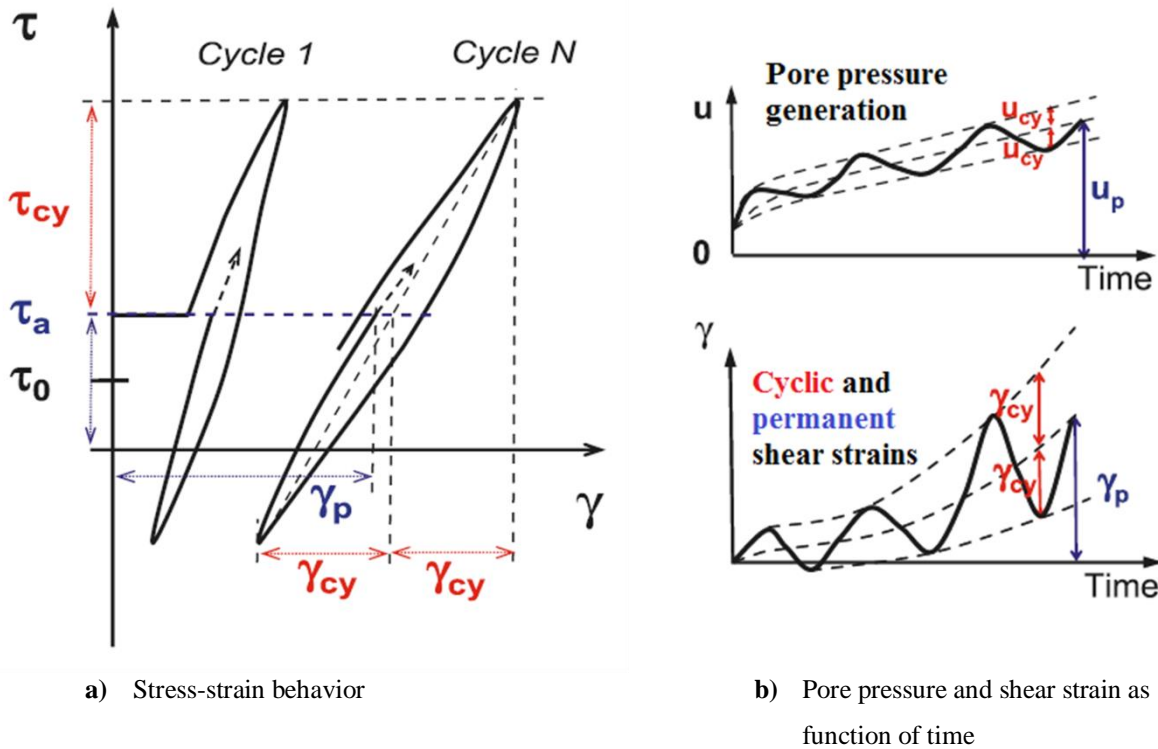 τ
Cycle 1
Cycle N
τcy
τa
τ0
γp
γ
γcy
γcy
a) Stress-strain behavior
Pore pressure
generation
u
ucy
ucy
up
0
Time
γ
Cyclic and
permanent
shear strains
γcy
γcy
γp
Time
b) Pore pressure and shear strain as
function of time